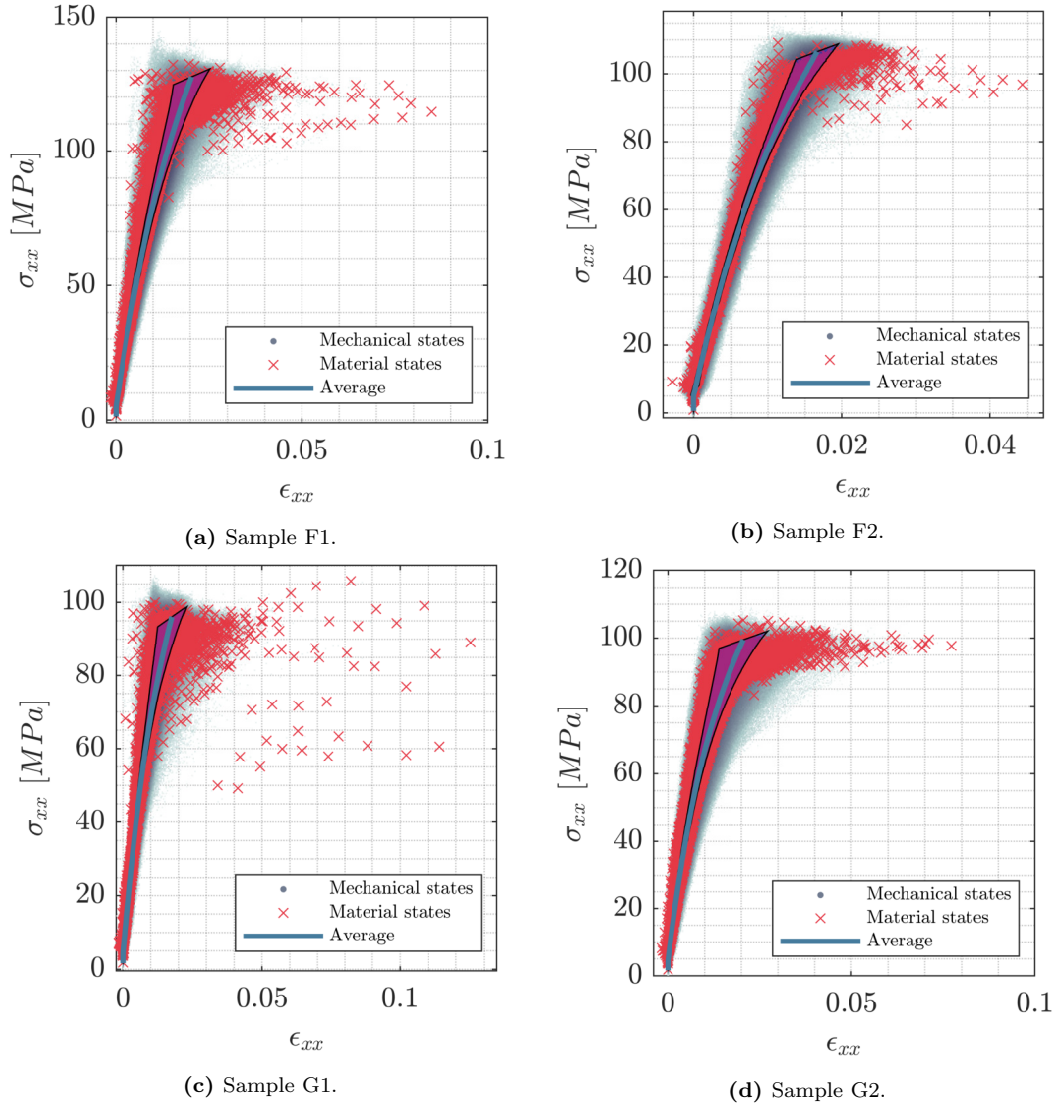 150
100
50
0
σxx [MPa]
Mechanical states
Material states
Average
0
0.05
0.1
ϵxx
(a) Sample F1.
100
80
60
40
20
0
σxx [MPa]
Mechanical states
Material states
Average
0
0.02
0.04
ϵxx
(b) Sample F2.
100
80
60
40
20
0
σxx [MPa]
Mechanical states
Material states
Average
0
0.05
0.1
ϵxx
(c) Sample G1.
120
100
80
60
40
20
0
σxx [MPa]
Mechanical states
Material states
Average
0
0.05
0.1
ϵxx
(d) Sample G2.